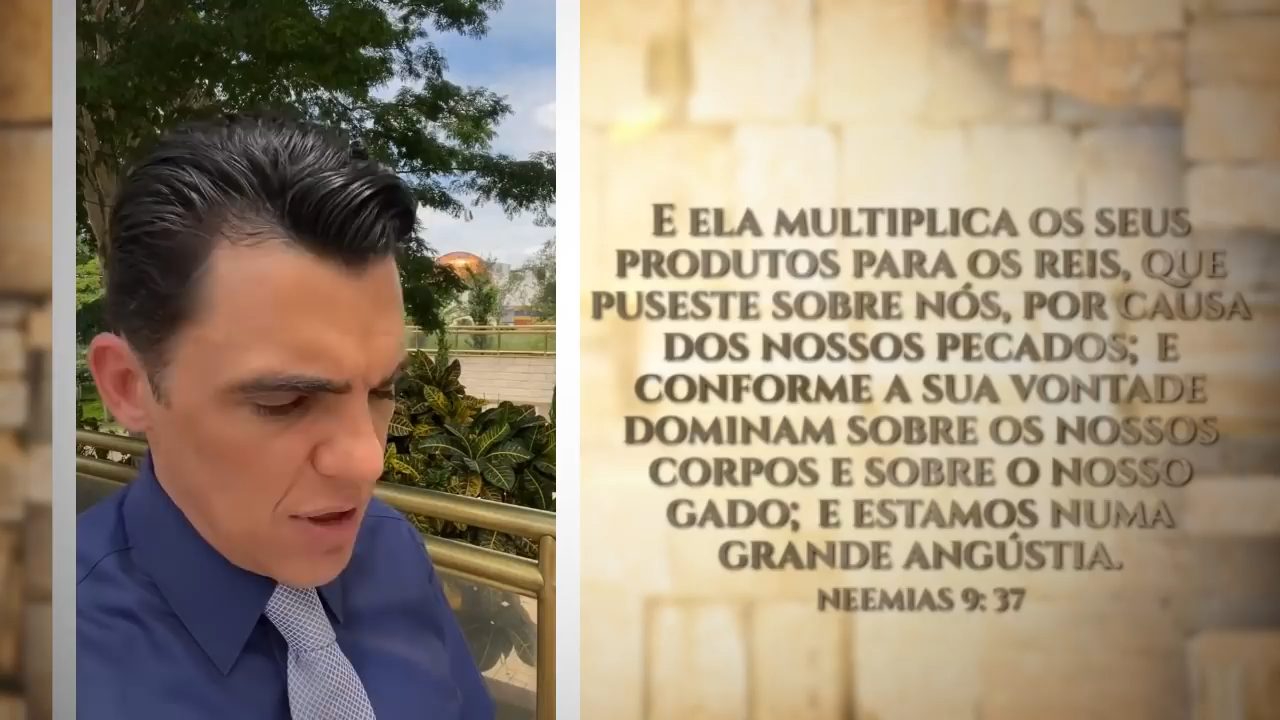 E ELA MULTIPLICA OS SEUS
PRODUTOS PARA OS REIS, QUE
PUSESTE SOBRE NÓS, POR CAUSA
DOS NOSSOS PECADOS; E
CONFORME A SUA VONTADE
DOMINAM SOBRE OS NOSSOS
CORPOS E SOBRE O NOSSO
GADO; E ESTAMOS NUMA
GRANDE ANGÚSTIA.
NEEMIAS 9: 37